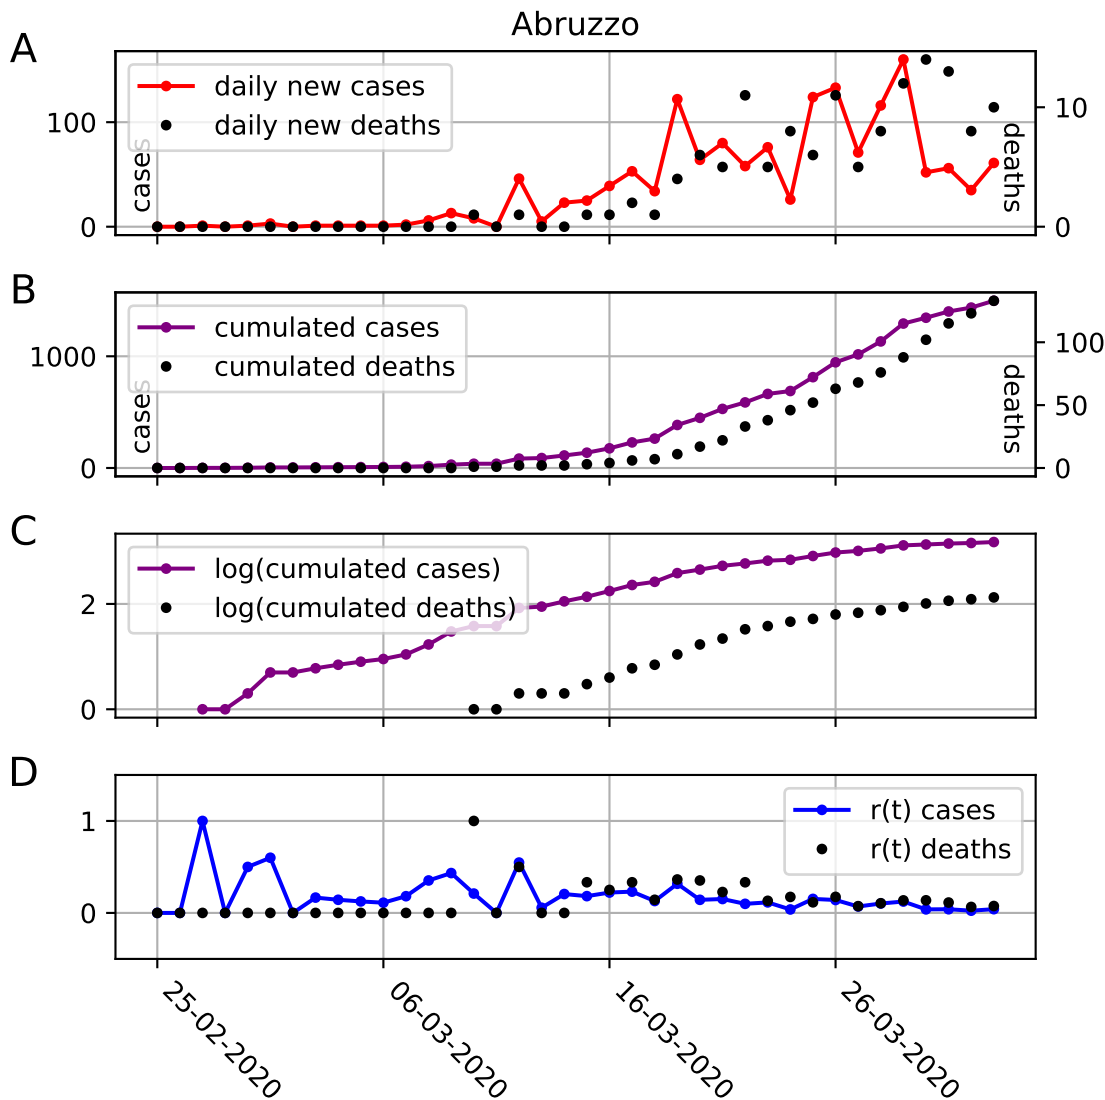 Abruzzo
A
daily new cases
daily new deaths
100
0
cases
10
0
deaths
B
cumulated cases
cumulated deaths
1000
0
cases
100
50
0
deaths
C
log(cumulated cases)
log(cumulated deaths)
2
0
D
r(t) cases
r(t) deaths
1
0
25-02-2020
06-03-2020
16-03-2020
26-03-2020